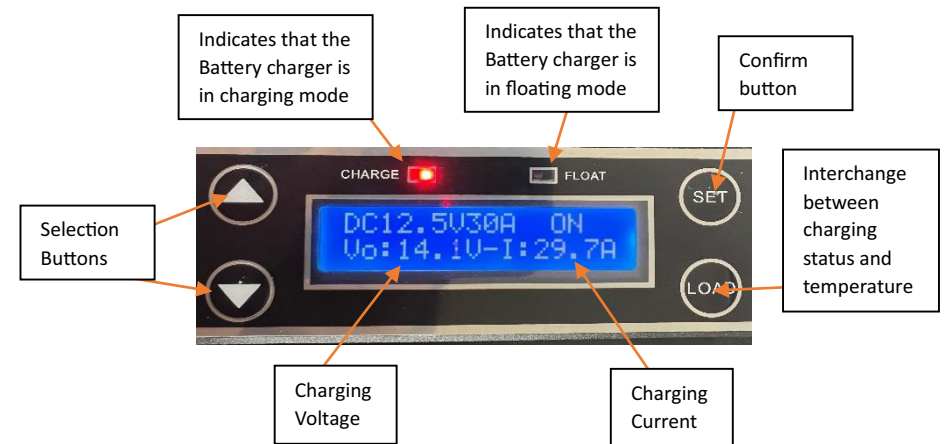 Indicates that the
Battery charger is
in charging mode
Indicates that the
Battery charger is
in floating mode
Confirm
button
Interchange
between
charging
status and
temperature
Selection
Buttons
CHARGE
FLOAT
SET
DC12.5V30A ON
Vo:14.1V-I:29.7A
LOAD
Charging
Voltage
Charging
Current